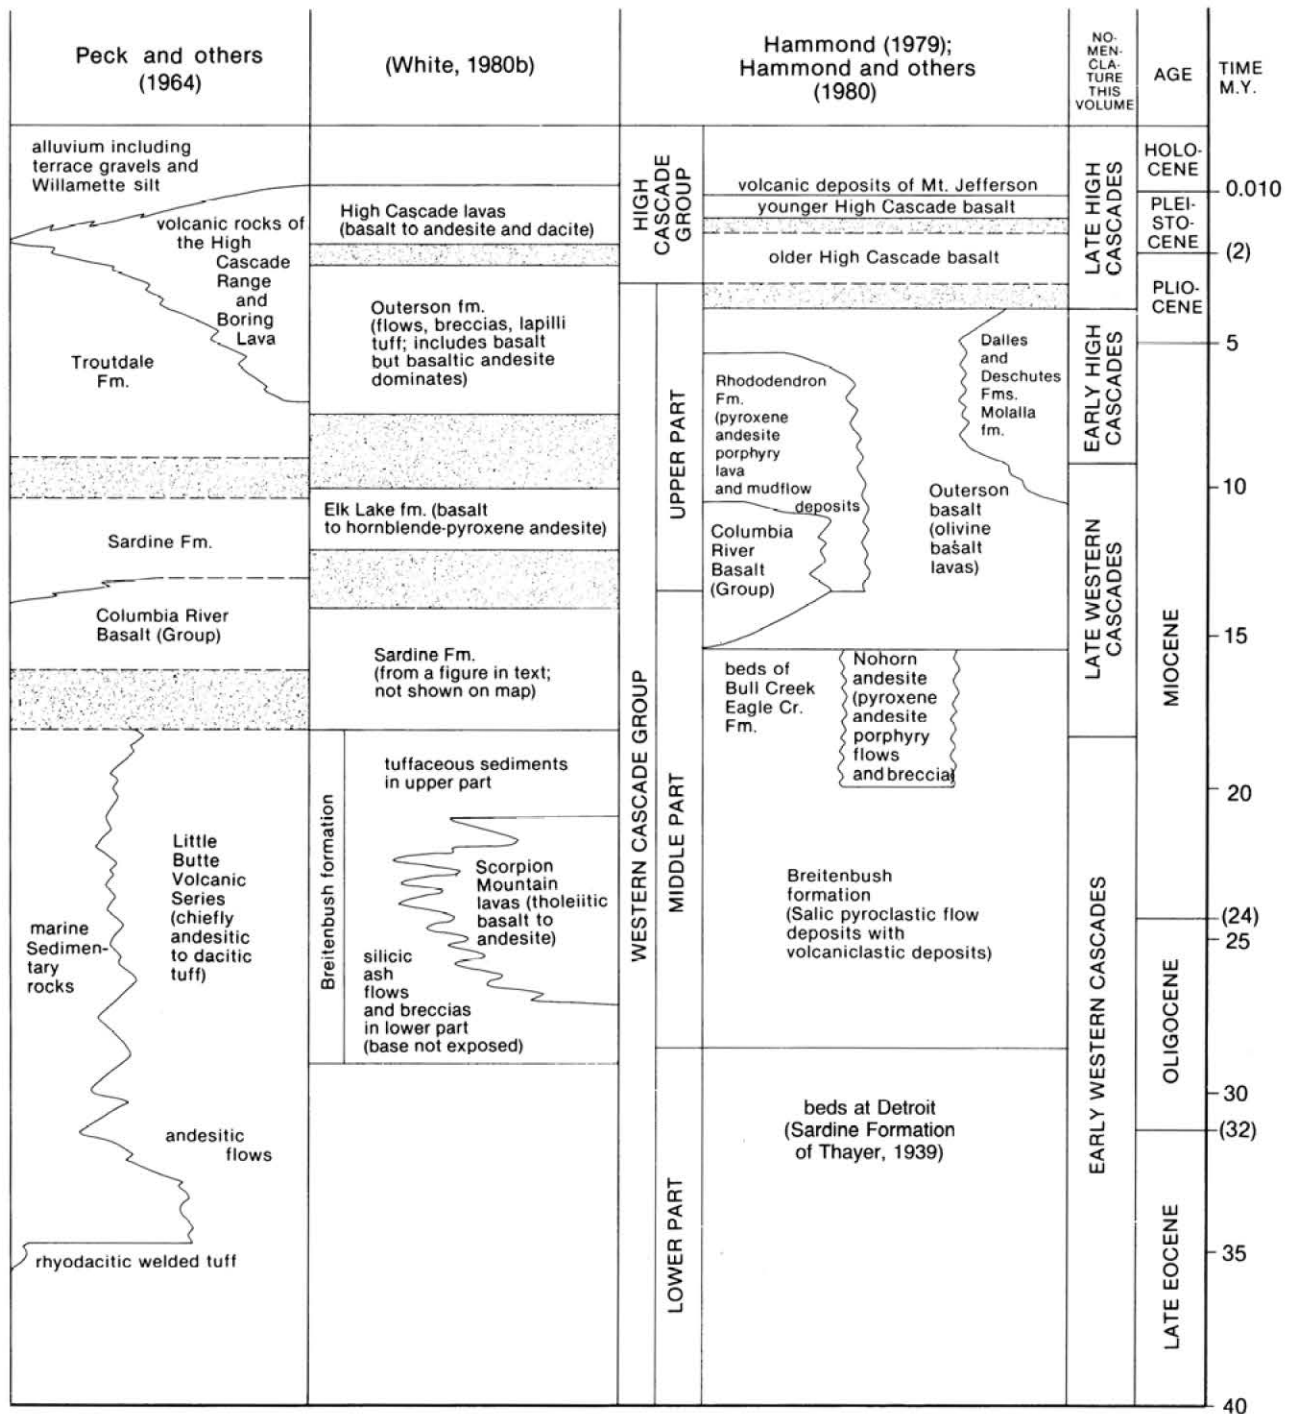 Peck and others
(1964)
(White, 1980b)
Hammond (1979);
Hammond and others
(1980)
NO-
MEN-
CLA-
TURE
THIS
VOLUME
AGE
TIME
M.Y.
alluvium including
terrace gravels and
Willamette silt
volcanic rocks of
the High
Cascade
Range
and
Boring
Lava
Troutdale
Fm.
Sardine Fm.
Columbia River
Basalt (Group)
marine
Sedimen-
tary
rocks
Little
Butte
Volcanic
Series
(chiefly
andesitic
to dacitic
tuff)
andesitic
flows
rhyodacitic welded tuff
High Cascade lavas
(basalt to andesite and dacite)
Outerson fm.
(flows, breccias, lapilli
tuff; includes basalt
but basaltic andesite
dominates)
Elk Lake fm. (basalt
to hornblende-pyroxene andesite)
Sardine Fm.
(from a figure in text;
not shown on map)
Breitenbush formation
tuffaceous sediments
in upper part
Scorpion
Mountain
lavas (tholeiitic
basalt to
andesite)
silicic
ash
flows
and breccias
in lower part
(base not exposed)
HIGH
CASCADE
GROUP
WESTERN CASCADE GROUP
UPPER PART
MIDDLE PART
LOWER PART
volcanic deposits of Mt. Jefferson
younger High Cascade basalt
older High Cascade basalt
Rhododendron
Fm.
(pyroxene
andesite
porphyry
lava
and mudflow
deposits
Dalles
and
Deschutes
Fms.
Molalla
fm.
Columbia
River
Basalt
(Group)
Outerson
basalt
(olivine
basalt
lavas)
beds of
Bull Creek
Eagle Cr.
Fm.
Nohorn
andesite
(pyroxene
andesite
porphyry
flows
and breccia)
Breitenbush
formation
(Salic pyroclastic flow
deposits with
volcaniclastic deposits)
beds at Detroit
(Sardine Formation
of Thayer, 1939)
LATE HIGH
CASCADES
EARLY HIGH
CASCADES
LATE WESTERN
CASCADES
EARLY WESTERN CASCADES
HOLO-
CENE
PLEI-
STO-
CENE
PLIO-
CENE
MIOCENE
OLIGOCENE
LATE EOCENE
0.010
(2)
5
10
15
20
(24)
25
30
(32)
35
40